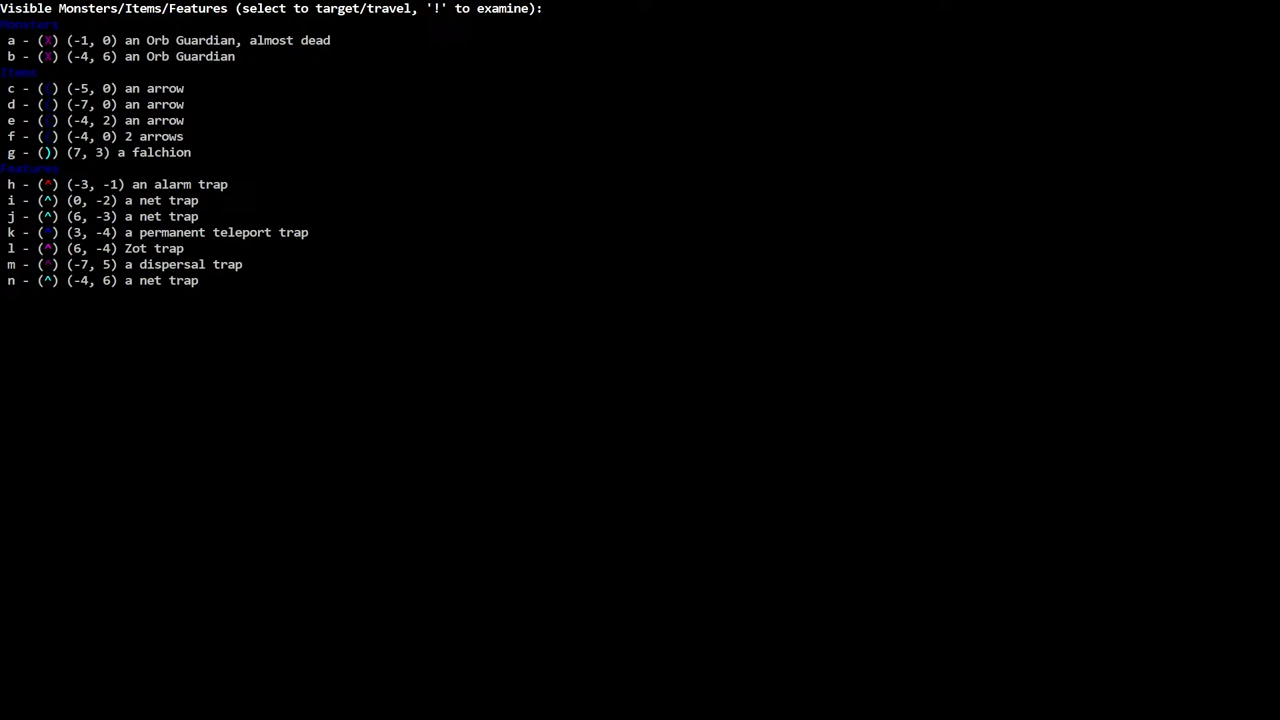 Visible Monsters/Items/Features (select to target/travel, '!' to examine):
Monsters
a - (X) (-1, 0) an Orb Guardian, almost dead
b - (X) (-4, 6) an Orb Guardian
Items
c - (() (-5, 0) an arrow
d - (() (-7, 0) an arrow
e - (() (-4, 2) an arrow
f - (() (-4, 0) 2 arrows
g - ()) (7, 3) a falchion
Features
h - (^) (-3, -1) an alarm trap
i - (^) (0, -2) a net trap
j - (^) (6, -3) a net trap
k - (^) (3, -4) a permanent teleport trap
l - (^) (6, -4) Zot trap
m - (^) (-7, 5) a dispersal trap
n - (^) (-4, 6) a net trap